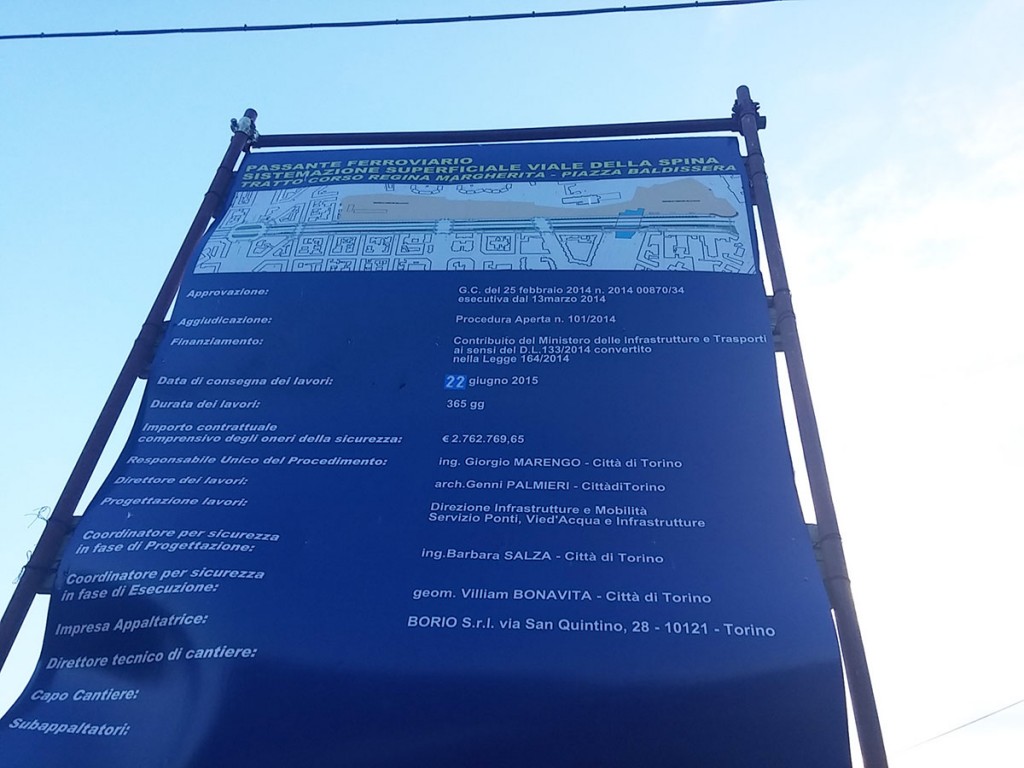 PASSANTE FERROVIARIO
SISTEMAZIONE SUPERFICIALE VIALE DELLA SPINA
TRATTO CORSO REGINA MARGHERITA - PIAZZA BALDISSERA
Approvazione: G.C. del 25 febbraio 2014 n. 2014 00870/34
esecutiva dal 13marzo 2014
Aggiudicazione: Procedura Aperta n. 101/2014
Finanziamento: Contribuito del Ministero delle Infrastrutture e Trasporti
ai sensi del D.L.133/2014 convertito
nella Legge 164/2014
Data di consegna dei lavori: 22 giugno 2015
Durata dei lavori: 365 gg
Importo contrattuale
comprensivo degli oneri della sicurezza: € 2.762.769,65
Responsabile Unico del Procedimento: ing. Giorgio MARENGO - Città di Torino
Direttore dei lavori: arch.Genni PALMIERI - CittàdiTorino
Progettazione lavori: Direzione Infrastrutture e Mobilità
Servizio Ponti, Vied'Acqua e Infrastrutture
Coordinatore per sicurezza
in fase di Progettazione: ing.Barbara SALZA - Città di Torino
Coordinatore per sicurezza
in fase di Esecuzione: geom. Villiam BONAVITA - Città di Torino
Impresa Appaltatrice: BORIO S.r.l. via San Quintino, 28 - 10121 - Torino
Direttore tecnico di cantiere:
Capo Cantiere:
Subappaltatori: